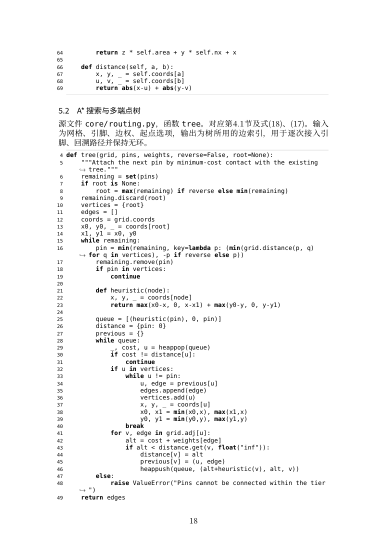 64 return z * self.area + y * self.nx + x
65
66 def distance(self, a, b):
67 x, y, _ = self.coords[a]
68 u, v, _ = self.coords[b]
69 return abs(x-u) + abs(y-v)
5.2 A* 搜索与多端点树
源文件 core/routing.py，函数 tree。对应第4.1节及式(18)、(17)。输入
为网格、引脚、边权、起点选项，输出为树所用的边索引，用于逐次接入引
脚、回溯路径并保持无环。
4 def tree(grid, pins, weights, reverse=False, root=None):
5 """Attach the next pin by minimum-cost contact with the existing
↪ tree."""
6 remaining = set(pins)
7 if root is None:
8 root = max(remaining) if reverse else min(remaining)
9 remaining.discard(root)
10 vertices = {root}
11 edges = []
12 coords = grid.coords
13 x0, y0, _ = coords[root]
14 x1, y1 = x0, y0
15 while remaining:
16 pin = min(remaining, key=lambda p: (min(grid.distance(p, q)
↪ for q in vertices), -p if reverse else p))
17 remaining.remove(pin)
18 if pin in vertices:
19 continue
20
21 def heuristic(node):
22 x, y, _ = coords[node]
23 return max(x0-x, 0, x-x1) + max(y0-y, 0, y-y1)
24
25 queue = [(heuristic(pin), 0, pin)]
26 distance = {pin: 0}
27 previous = {}
28 while queue:
29 _, cost, u = heappop(queue)
30 if cost != distance[u]:
31 continue
32 if u in vertices:
33 while u != pin:
34 u, edge = previous[u]
35 edges.append(edge)
36 vertices.add(u)
37 x, y, _ = coords[u]
38 x0, x1 = min(x0,x), max(x1,x)
39 y0, y1 = min(y0,y), max(y1,y)
40 break
41 for v, edge in grid.adj[u]:
42 alt = cost + weights[edge]
43 if alt < distance.get(v, float("inf")):
44 distance[v] = alt
45 previous[v] = (u, edge)
46 heappush(queue, (alt+heuristic(v), alt, v))
47 else:
48 raise ValueError("Pins cannot be connected within the tier
↪ ")
49 return edges
18